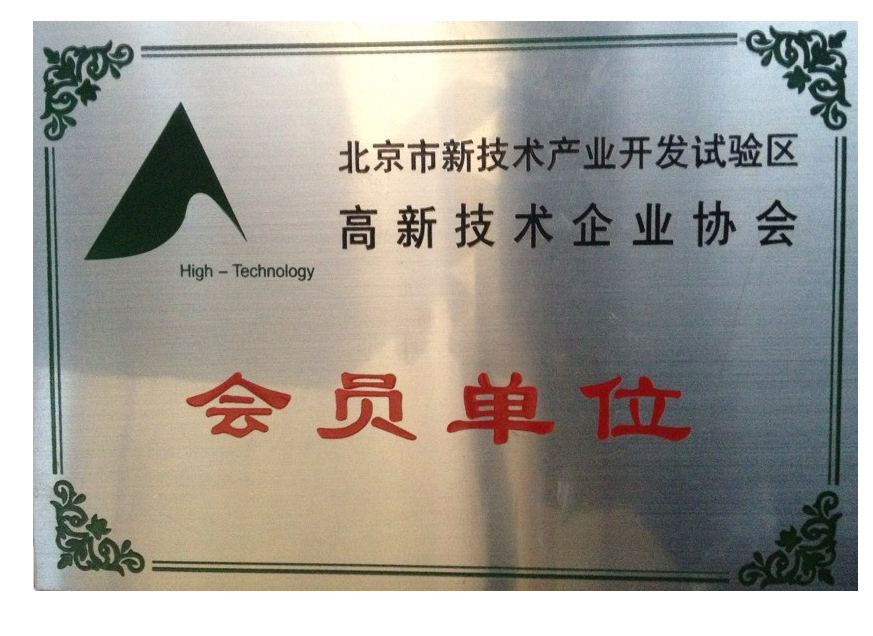 北京市新技术产业开发试验区
高新技术企业协会
High – Technology
会员单位